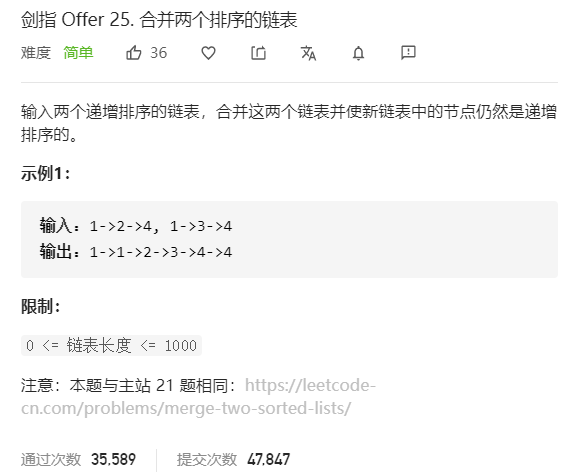 剑指 Offer 25. 合并两个排序的链表
难度 简单 36
输入两个递增排序的链表，合并这两个链表并使新链表中的节点仍然是递增
排序的。
示例1：
输入：1->2->4, 1->3->4
输出：1->1->2->3->4->4
限制：
0 <= 链表长度 <= 1000
注意：本题与主站 21 题相同：https://leetcode-
cn.com/problems/merge-two-sorted-lists/
通过次数 35,589 提交次数 47,847